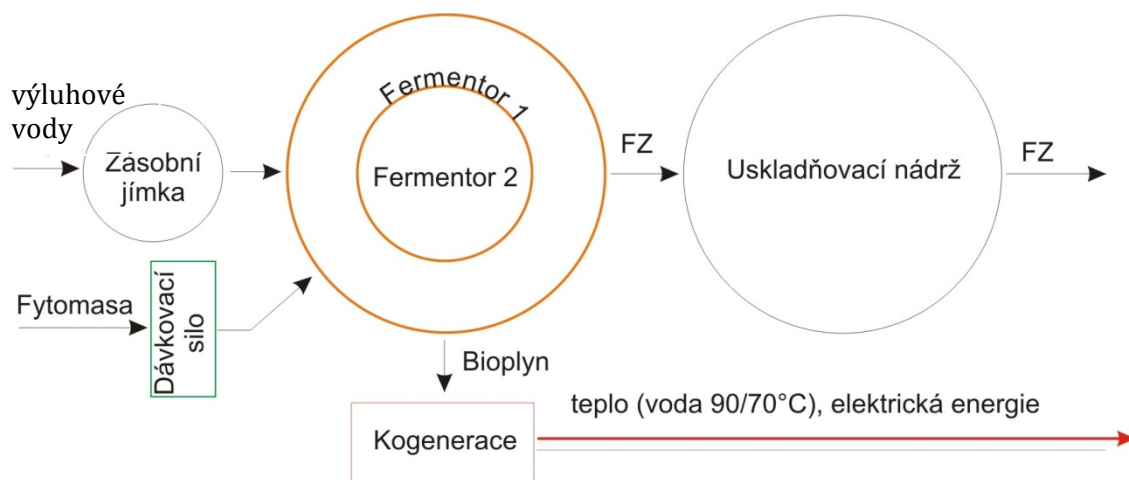 výluhové
vody
Zásobní
jímka
Fytomasa
Dávkovací
silo
Fermentor 1
Fermentor 2
FZ
Uskladňovací nádrž
FZ
Bioplyn
Kogenerace
teplo (voda 90/70°C), elektrická energie